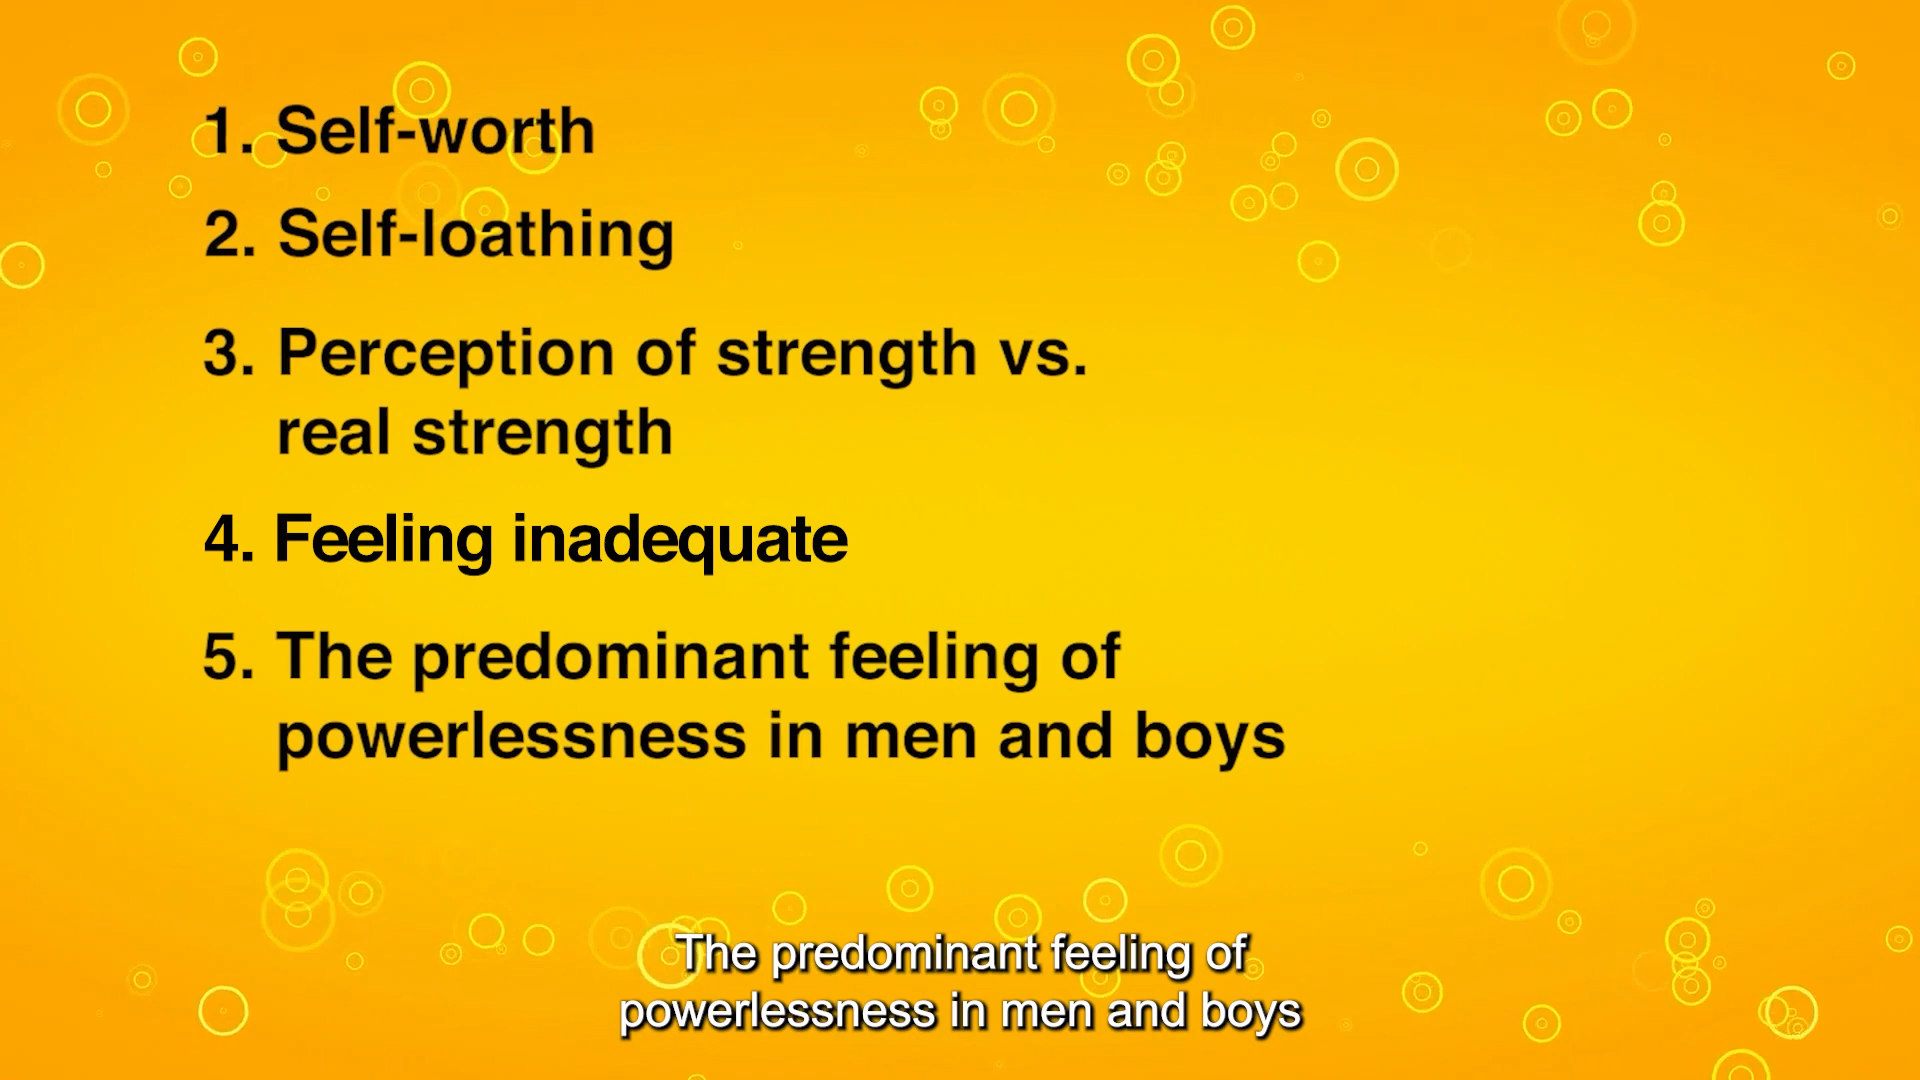 1. Self-worth
2. Self-loathing
3. Perception of strength vs.
real strength
4. Feeling inadequate
5. The predominant feeling of
powerlessness in men and boys
The predominant feeling of
powerlessness in men and boys